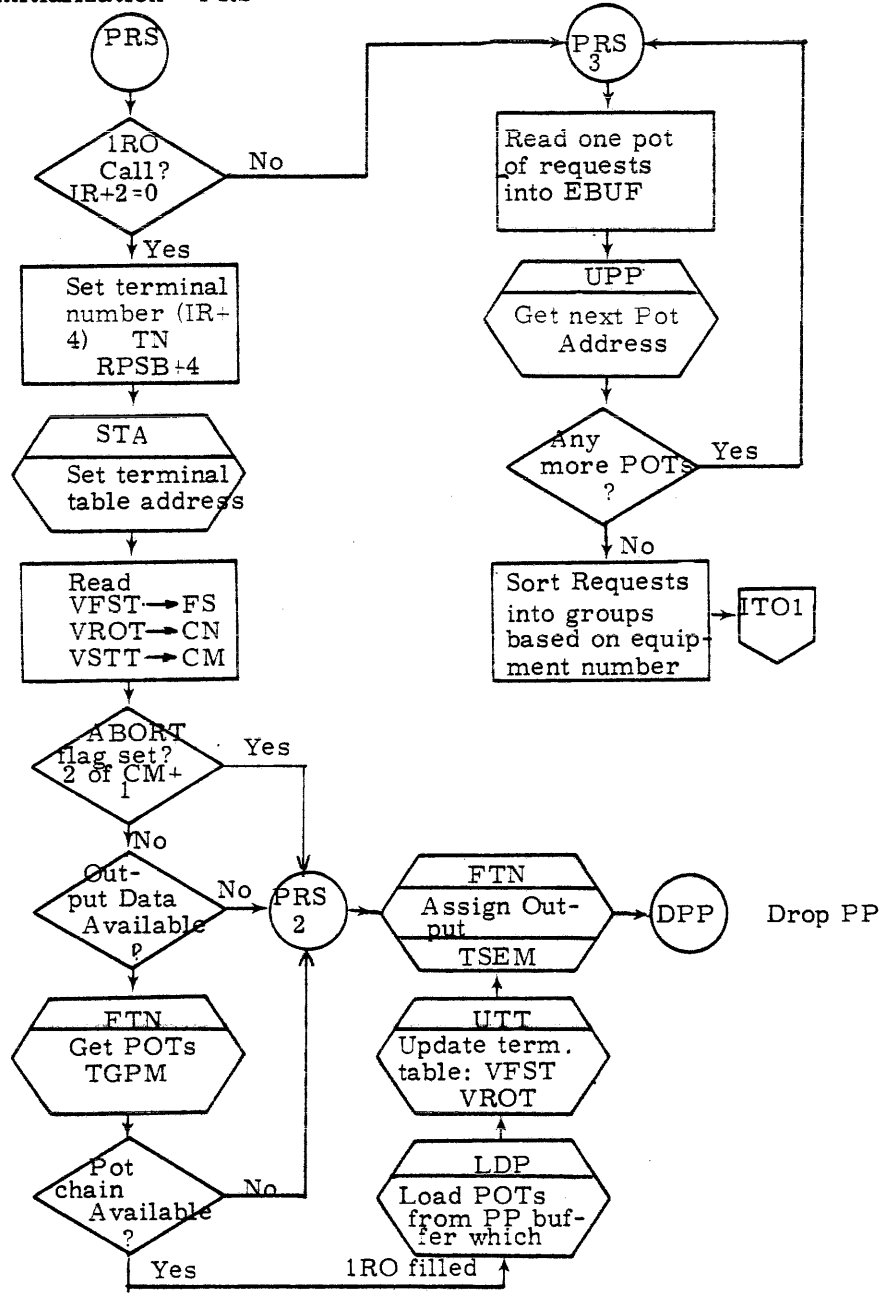 PRS
1RO
Call?
IR+2=0
No
Yes
Set terminal
number (IR+
4) TN
RPSB+4
STA
Set terminal
table address
Read
VFST→FS
VROT→CN
VSTT→CM
ABORT
flag set?
2 of CM+
1
Yes
No
Out-
put Data
Available
?
No
FTN
Get POTs
TGPM
Pot
chain
Available
?
No
Yes
1RO filled
PRS
2
FTN
Assign Out-
put
TSEM
DPP
Drop PP
UTT
Update term.
table: VFST
VROT
LDP
Load POTs
from PP buf-
fer which
PRS
3
Read one pot
of requests
into EBUF
UPP
Get next Pot
Address
Any
more POTs
?
Yes
No
Sort Requests
into groups
based on equip-
ment number
ITO1